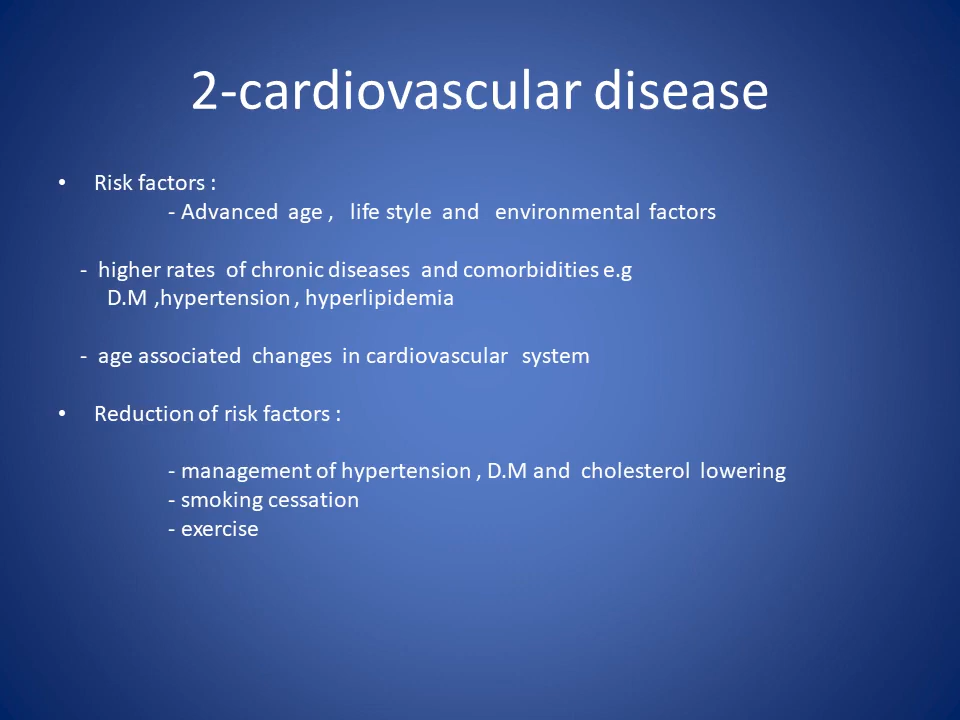 2-cardiovascular disease
• Risk factors :
- Advanced age , life style and environmental factors
- higher rates of chronic diseases and comorbidities e.g
D.M ,hypertension , hyperlipidemia
- age associated changes in cardiovascular system
• Reduction of risk factors :
- management of hypertension , D.M and cholesterol lowering
- smoking cessation
- exercise